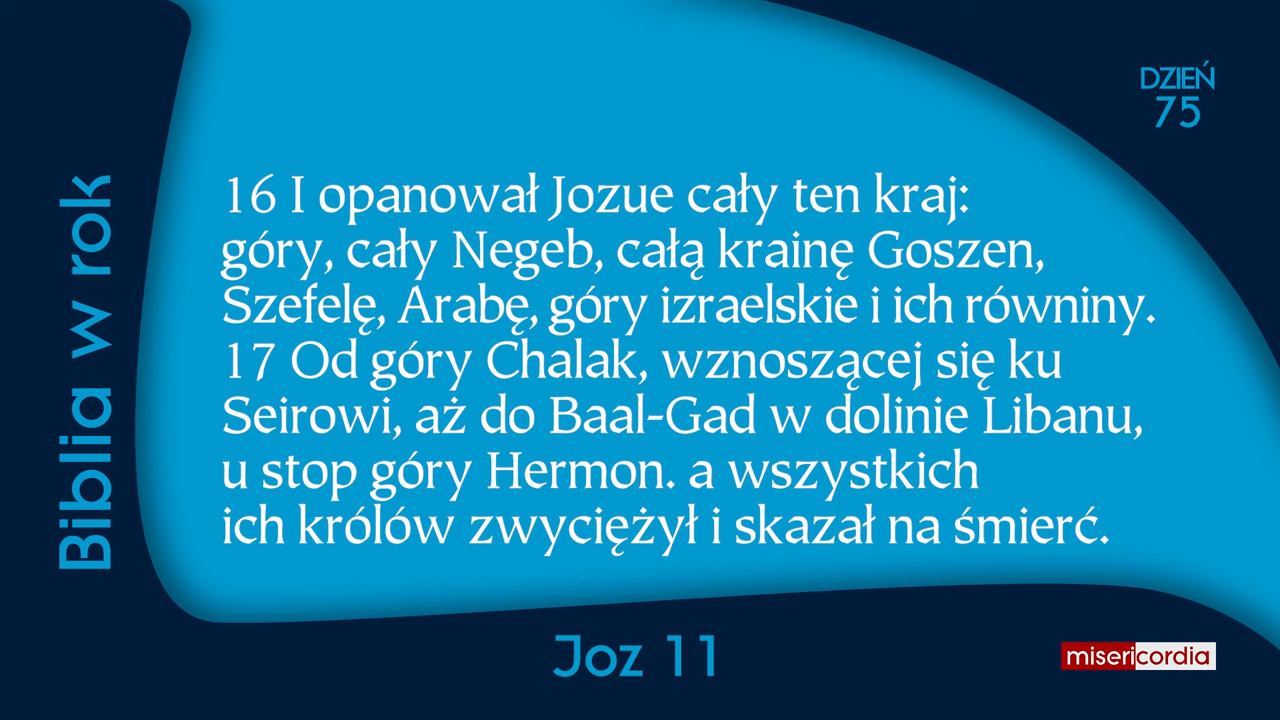 DZIEŃ
75
Biblia w rok
16 I opanował Jozue cały ten kraj:
góry, cały Negeb, całą krainę Goszen,
Szefelę, Arabę, góry izraelskie i ich równiny.
17 Od góry Chalak, wznoszącej się ku
Seirowi, aż do Baal-Gad w dolinie Libanu,
u stop góry Hermon. a wszystkich
ich królów zwyciężył i skazał na śmierć.
Joz 11
misericordia